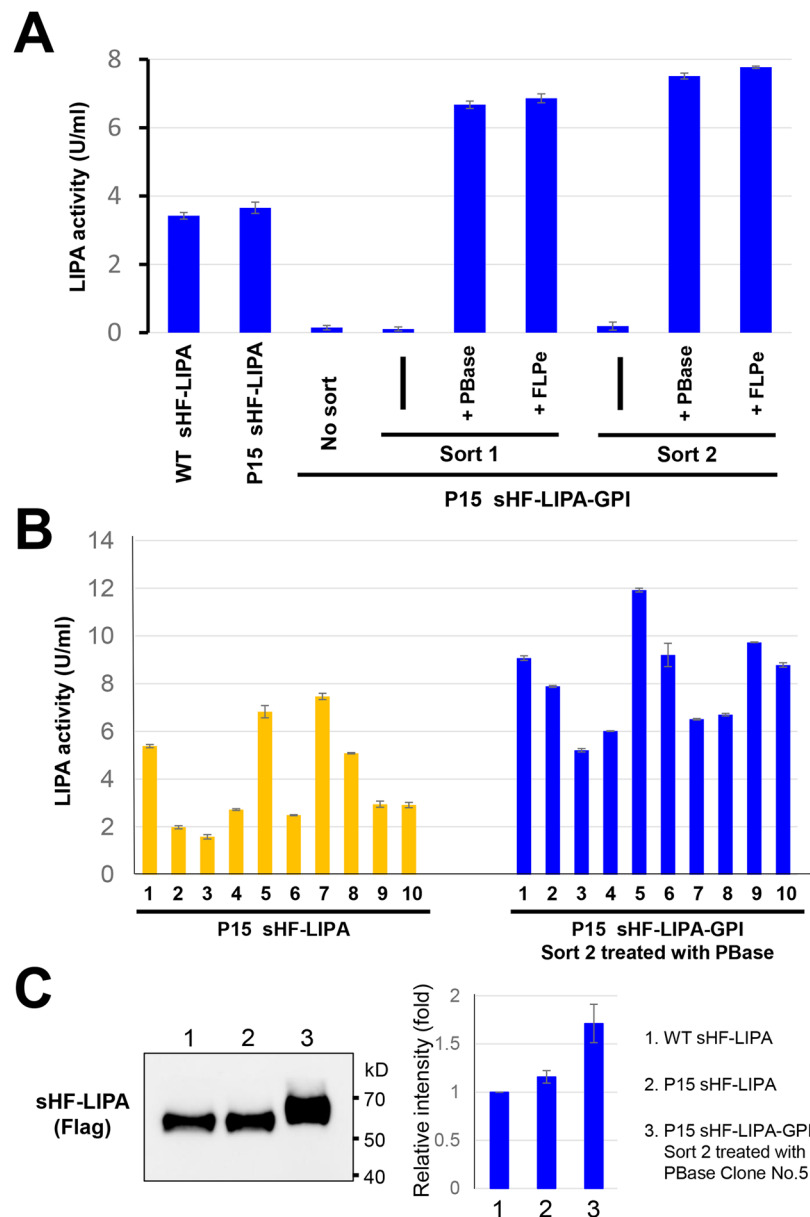 A
LIPA activity (U/ml)
8
6
4
2
0
WT sHF-LIPA
P15 sHF-LIPA
No sort
—
+ PBase
+ FLPe
—
+ PBase
+ FLPe
Sort 1
Sort 2
P15 sHF-LIPA-GPI
B
LIPA activity (U/ml)
14
12
10
8
6
4
2
0
1 2 3 4 5 6 7 8 9 10
1 2 3 4 5 6 7 8 9 10
P15 sHF-LIPA
P15 sHF-LIPA-GPI
Sort 2 treated with PBase
C
1 2 3
kD
sHF-LIPA
(Flag)
70
50
40
Relative intensity (fold)
2
1.5
1
0.5
0
1 2 3
1. WT sHF-LIPA
2. P15 sHF-LIPA
3. P15 sHF-LIPA-GPI
Sort 2 treated with
PBase Clone No.5